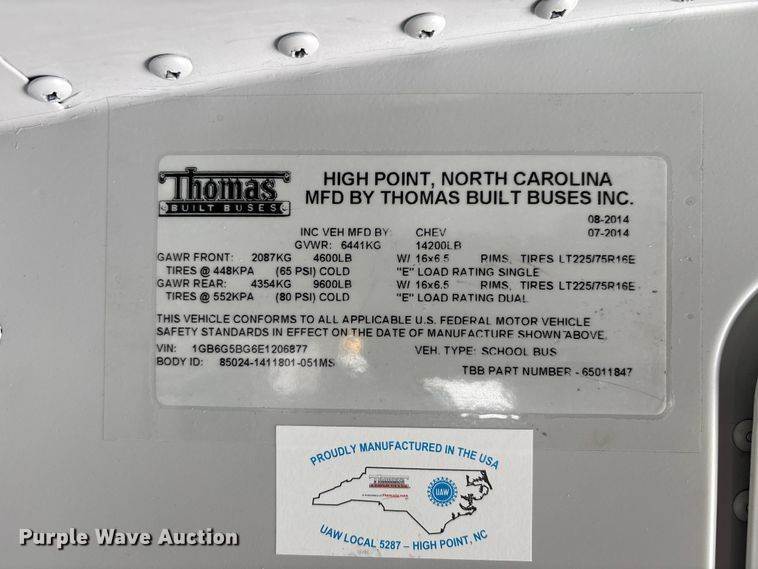 Thomas
BUILT BUSES
HIGH POINT, NORTH CAROLINA
MFD BY THOMAS BUILT BUSES INC.
08-2014
INC VEH MFD BY: CHEV 07-2014
GVWR: 6441KG 14200LB
GAWR FRONT: 2087KG 4600LB W/ 16x6.5 RIMS, TIRES LT225/75R16E
TIRES @ 448KPA (65 PSI) COLD "E" LOAD RATING SINGLE
GAWR REAR: 4354KG 9600LB W/ 16x6.5 RIMS, TIRES LT225/75R16E
TIRES @ 552KPA (80 PSI) COLD "E" LOAD RATING DUAL
THIS VEHICLE CONFORMS TO ALL APPLICABLE U.S. FEDERAL MOTOR VEHICLE
SAFETY STANDARDS IN EFFECT ON THE DATE OF MANUFACTURE SHOWN ABOVE.
VIN: 1GB6G5BG6E1206877 VEH. TYPE: SCHOOL BUS
BODY ID: 85024-1411801-051MS TBB PART NUMBER - 65011847
PROUDLY MANUFACTURED IN THE USA
Thomas
UAW
UAW LOCAL 5287 – HIGH POINT, NC
Purple Wave Auction